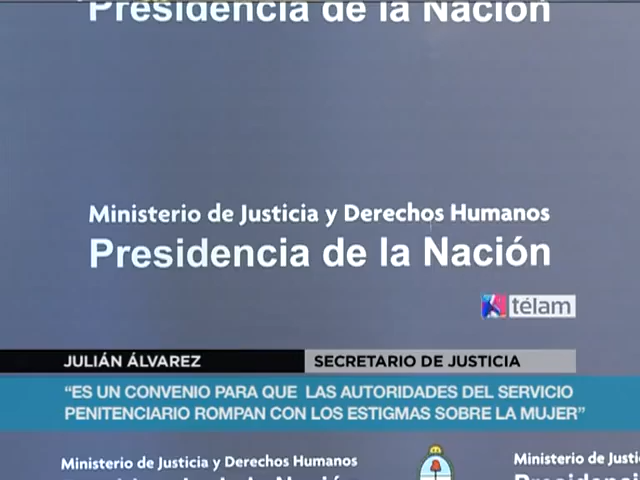 Presidencia de la Nación
Ministerio de Justicia y Derechos Humanos
Presidencia de la Nación
télam
JULIÁN ÁLVAREZ
SECRETARIO DE JUSTICIA
“ES UN CONVENIO PARA QUE LAS AUTORIDADES DEL SERVICIO
PENITENCIARIO ROMPAN CON LOS ESTIGMAS SOBRE LA MUJER”
Ministerio de Justicia y Derechos Humanos
Ministerio de Justi